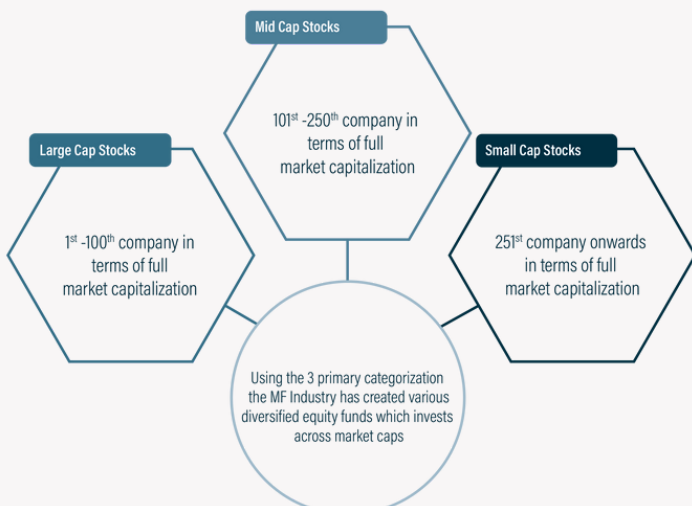 Mid Cap Stocks
101st -250th company in
terms of full
market capitalization
Large Cap Stocks
1st -100th company in
terms of full
market capitalization
Small Cap Stocks
251st company onwards
in terms of full
market capitalization
Using the 3 primary categorization
the MF Industry has created various
diversified equity funds which invests
across market caps